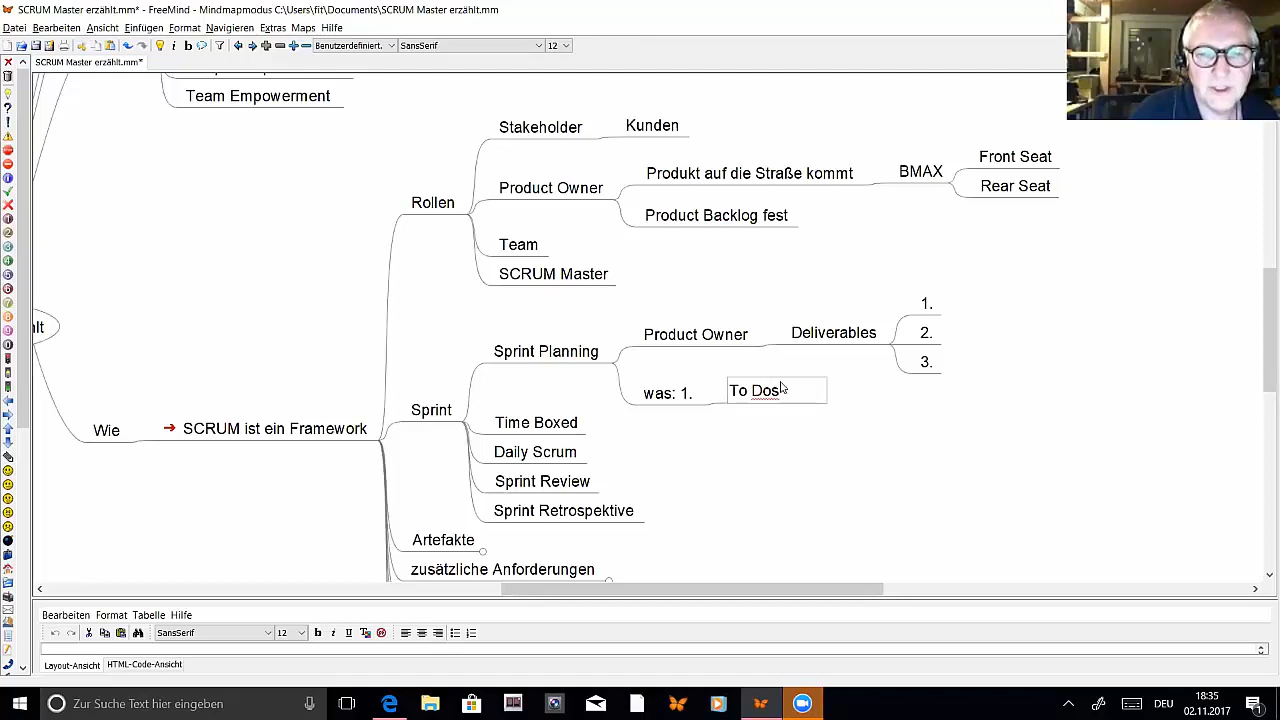 SCRUM Master erzählt.mm* - FreeMind - Mindmapmodus C:\Users\fit\Documents\SCRUM Master erzählt.mm
Datei Bearbeiten Ansicht Einfügen Format Navigieren Extras Maps Hilfe
Benutzerdefiniert. SansSerif 12
SCRUM Master erzählt.mm*
Team Empowerment
Stakeholder Kunden
Front Seat
Produkt auf die Straße kommt BMAX
Product Owner Rear Seat
Rollen
Product Backlog fest
Team
SCRUM Master
1.
Product Owner Deliverables 2.
Sprint Planning
3.
was: 1. To Dos
hlt
Sprint
Time Boxed
Wie SCRUM ist ein Framework
Daily Scrum
Sprint Review
Sprint Retrospektive
Artefakte
zusätzliche Anforderungen
Bearbeiten Format Tabelle Hilfe
SansSerif 12
Layout-Ansicht HTML-Code-Ansicht
Zur Suche Text hier eingeben
DEU
18:35
02.11.2017